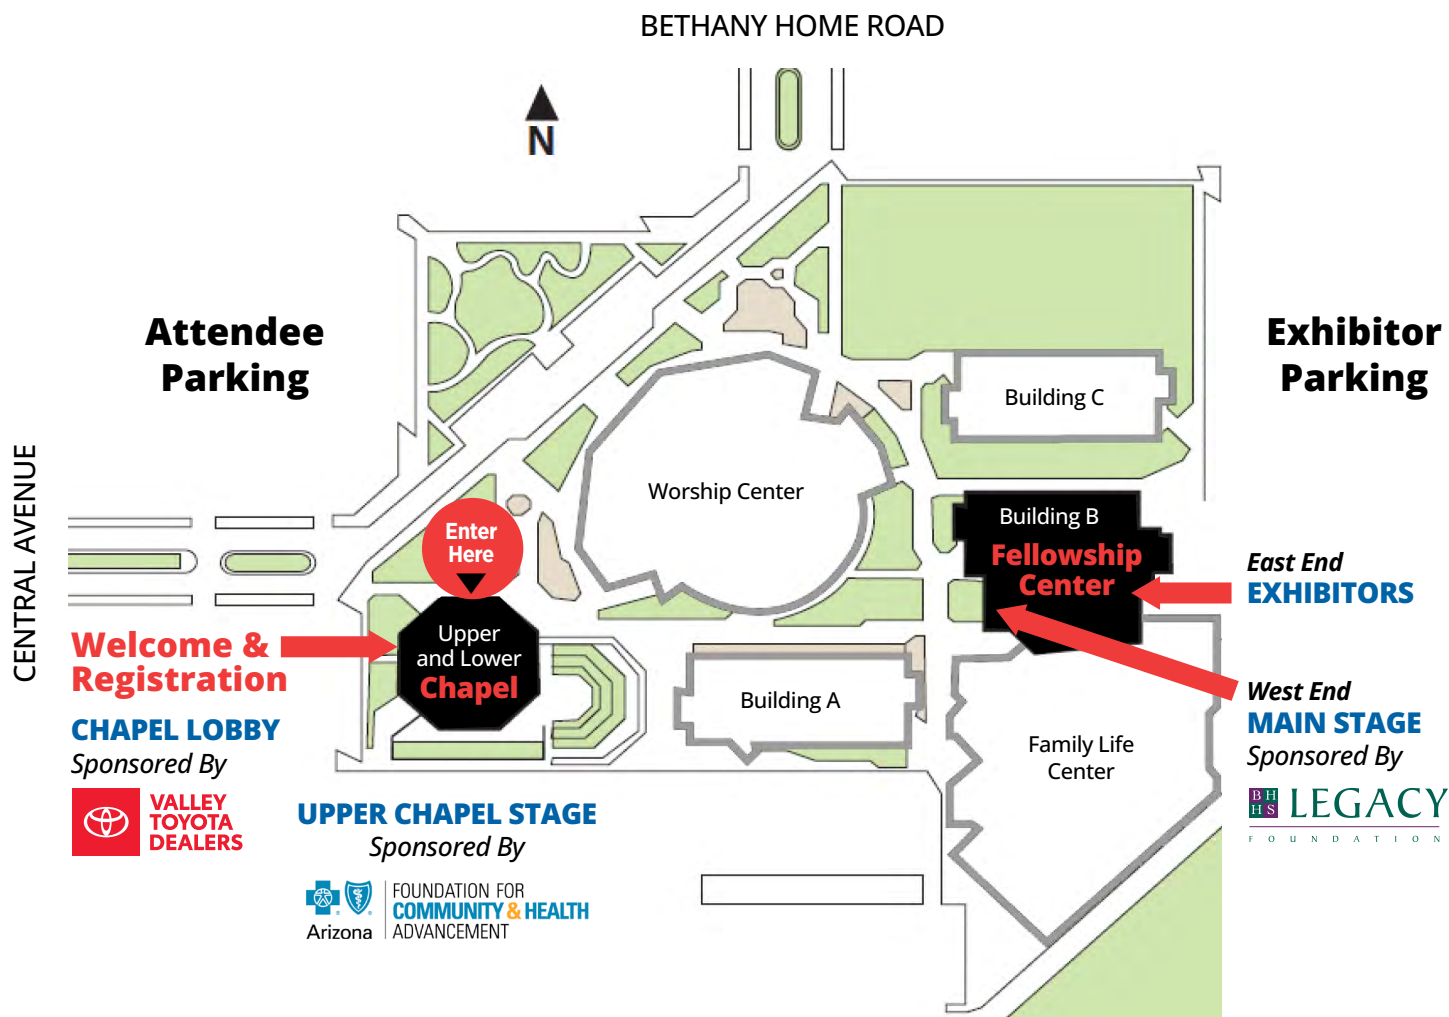 BETHANY HOME ROAD
N
Attendee
Parking
Exhibitor
Parking
CENTRAL AVENUE
Building C
Worship Center
Enter
Here
Building B
Fellowship
Center
East End
EXHIBITORS
Welcome &
Registration
CHAPEL LOBBY
Sponsored By
VALLEY
TOYOTA
DEALERS
Upper
and Lower
Chapel
Building A
Family Life
Center
West End
MAIN STAGE
Sponsored By
BH
HS
LEGACY
FOUNDATION
UPPER CHAPEL STAGE
Sponsored By
Arizona
FOUNDATION FOR
COMMUNITY & HEALTH
ADVANCEMENT